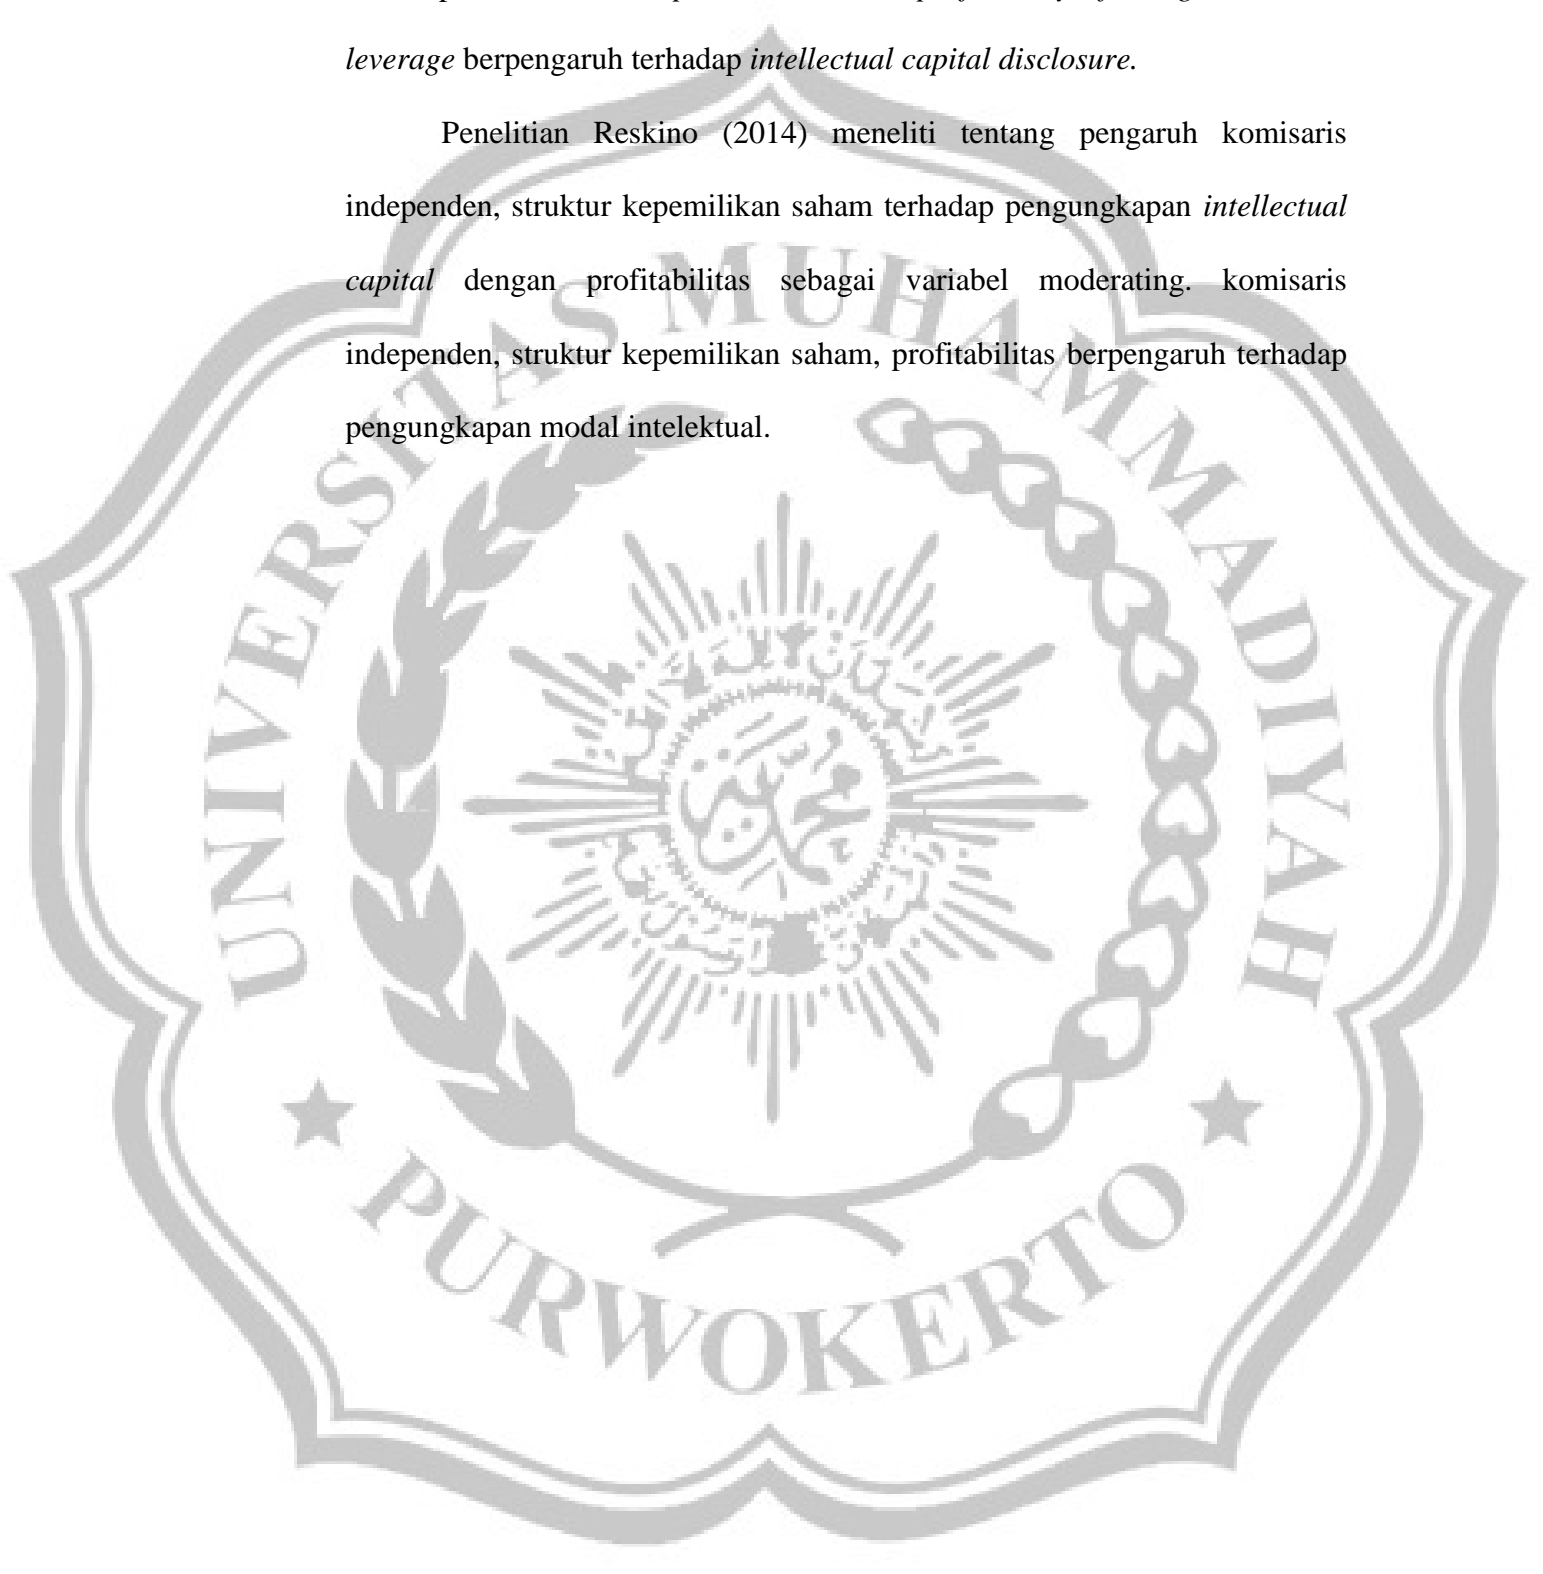 leverage berpengaruh terhadap intellectual capital disclosure.
Penelitian Reskino (2014) meneliti tentang pengaruh komisaris
independen, struktur kepemilikan saham terhadap pengungkapan intellectual
capital dengan profitabilitas sebagai variabel moderating. komisaris
independen, struktur kepemilikan saham, profitabilitas berpengaruh terhadap
pengungkapan modal intelektual.
UNIVERSITAS MUHAMMADIYAH
محمدية
PURWOKERTO